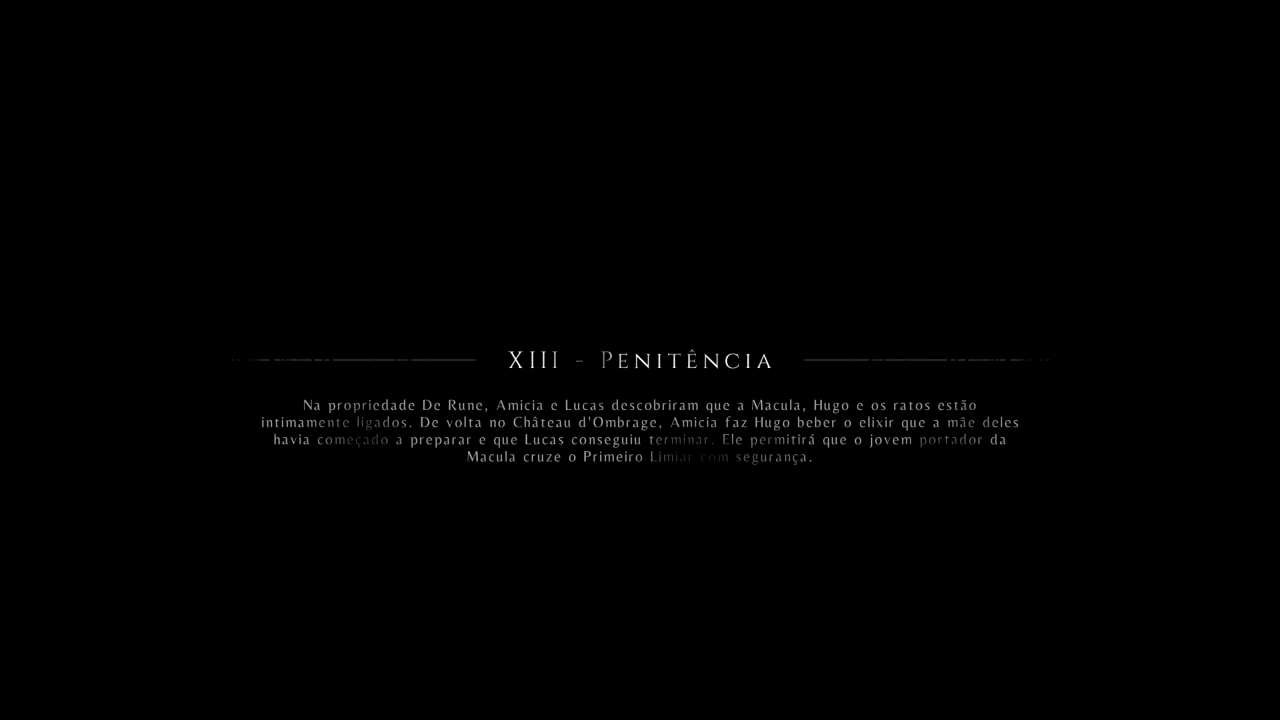 XIII - Penitência
Na propriedade De Rune, Amicia e Lucas descobriram que a Macula, Hugo e os ratos estão
intimamente ligados. De volta no Château d'Ombrage, Amicia faz Hugo beber o elixir que a mãe deles
havia começado a preparar e que Lucas conseguiu terminar. Ele permitirá que o jovem portador da
Macula cruze o Primeiro Limiar com segurança.